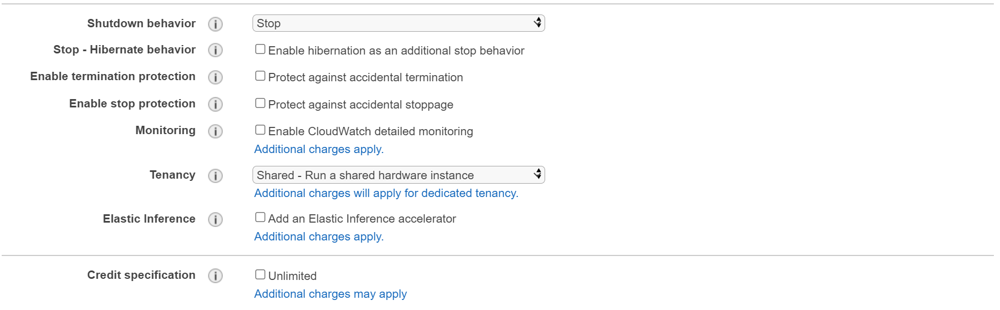 Shutdown behavior Stop
Stop - Hibernate behavior Enable hibernation as an additional stop behavior
Enable termination protection Protect against accidental termination
Enable stop protection Protect against accidental stoppage
Monitoring Enable CloudWatch detailed monitoring
Additional charges apply.
Tenancy Shared - Run a shared hardware instance
Additional charges will apply for dedicated tenancy.
Elastic Inference Add an Elastic Inference accelerator
Additional charges apply.
Credit specification Unlimited
Additional charges may apply